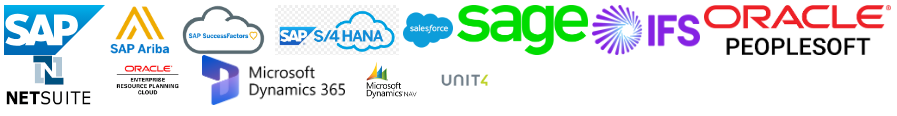 SAP
SAP Ariba
SAP SuccessFactors
SAP S/4HANA
salesforce
sage
IFS
ORACLE®
PEOPLESOFT
N
NETSUITE
ORACLE
ENTERPRISE
RESOURCE PLANNING
CLOUD
Microsoft
Dynamics 365
Microsoft
Dynamics NAV
UNIT4